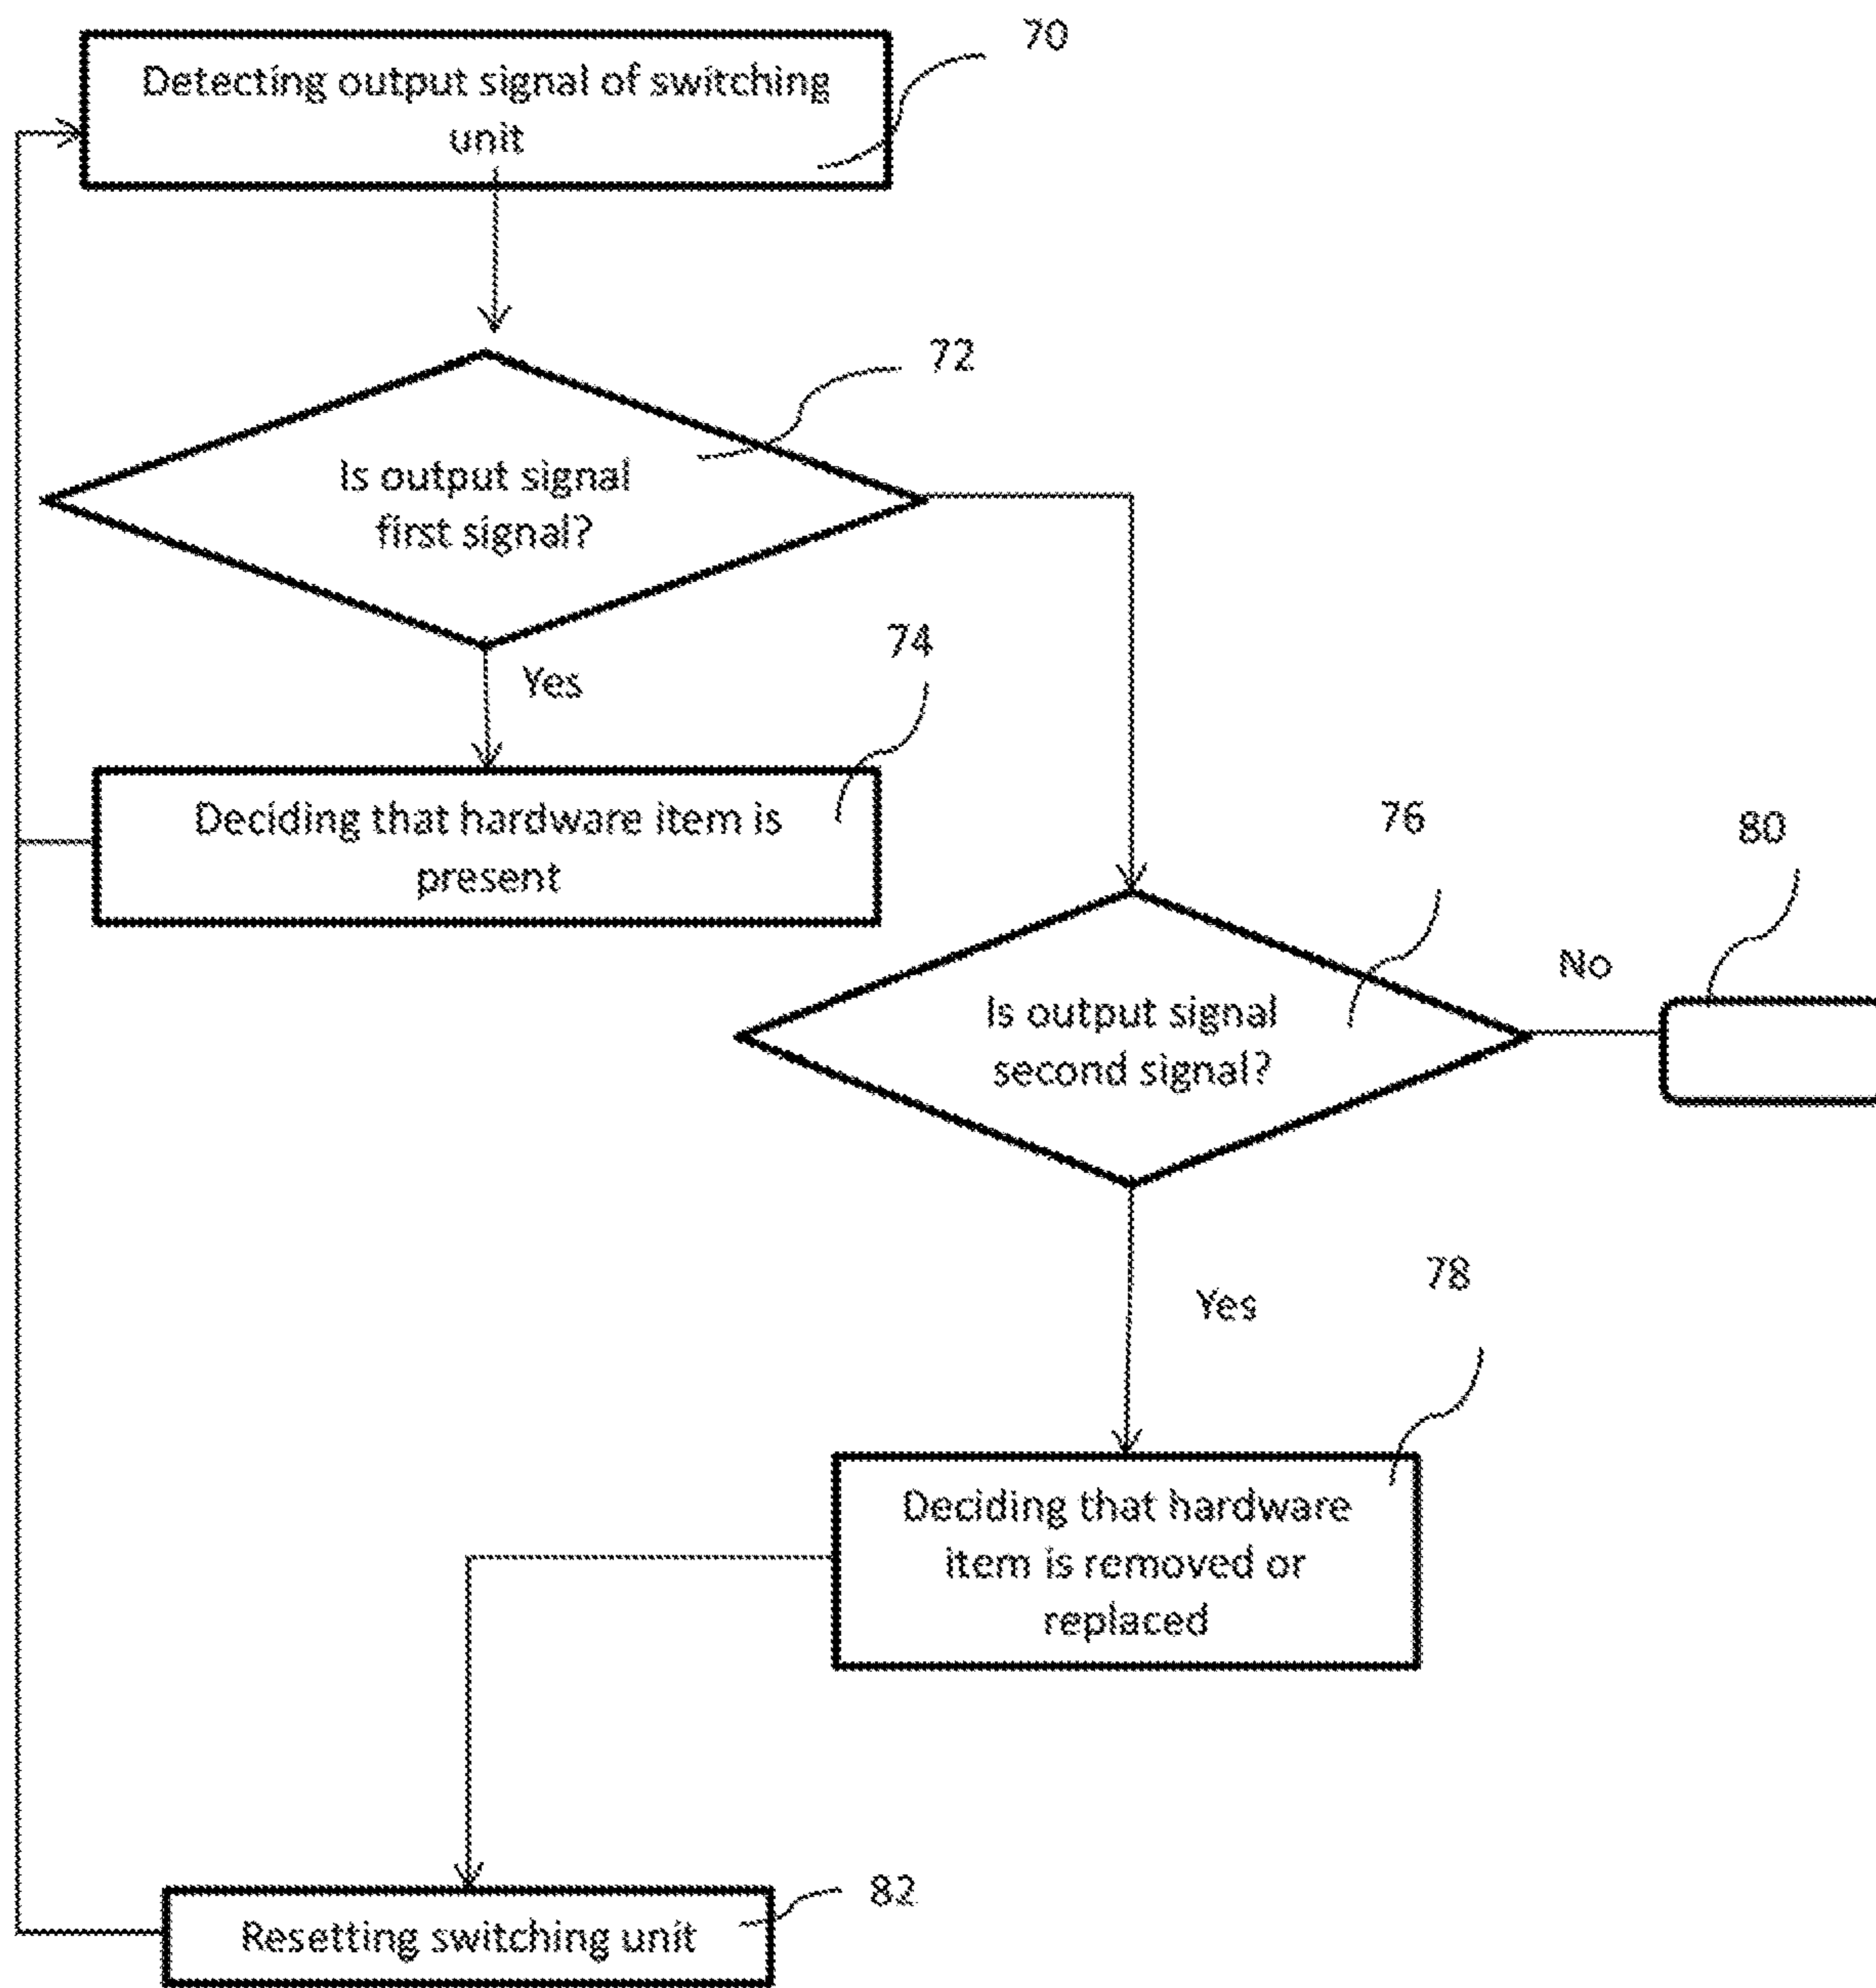 70
Detecting output signal of switching
unit
72
Is output signal
first signal?
Yes
74
Deciding that hardware item is
present
76
80
No
Is output signal
second signal?
78
Yes
Deciding that hardware
item is removed or
replaced
82
Resetting switching unit